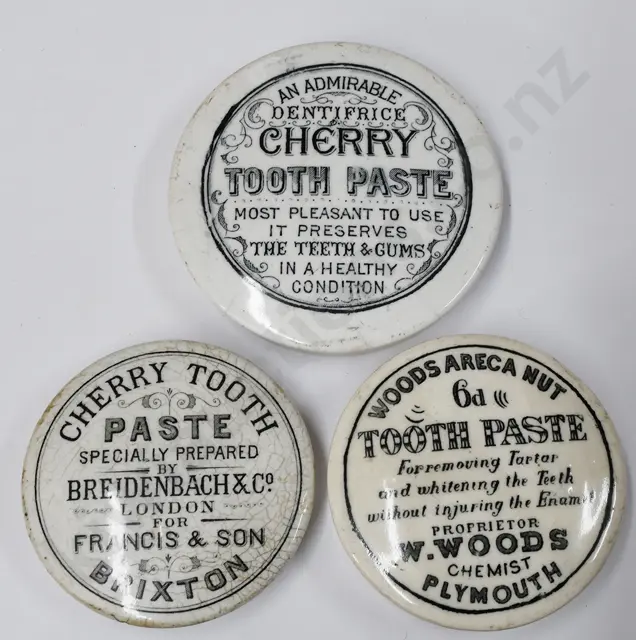 AN ADMIRABLE
DENTIFRICE
CHERRY
TOOTH PASTE
MOST PLEASANT TO USE
IT PRESERVES
THE TEETH & GUMS
IN A HEALTHY
CONDITION
CHERRY TOOTH
PASTE
SPECIALLY PREPARED
BY
BREIDENBACH & Co
LONDON
FOR
FRANCIS & SON
BRIXTON
WOODS ARECA NUT
6d
TOOTH PASTE
For removing Tartar
and whitening the Teeth
without injuring the Enamel
PROPRIETOR
W. WOODS
CHEMIST
PLYMOUTH